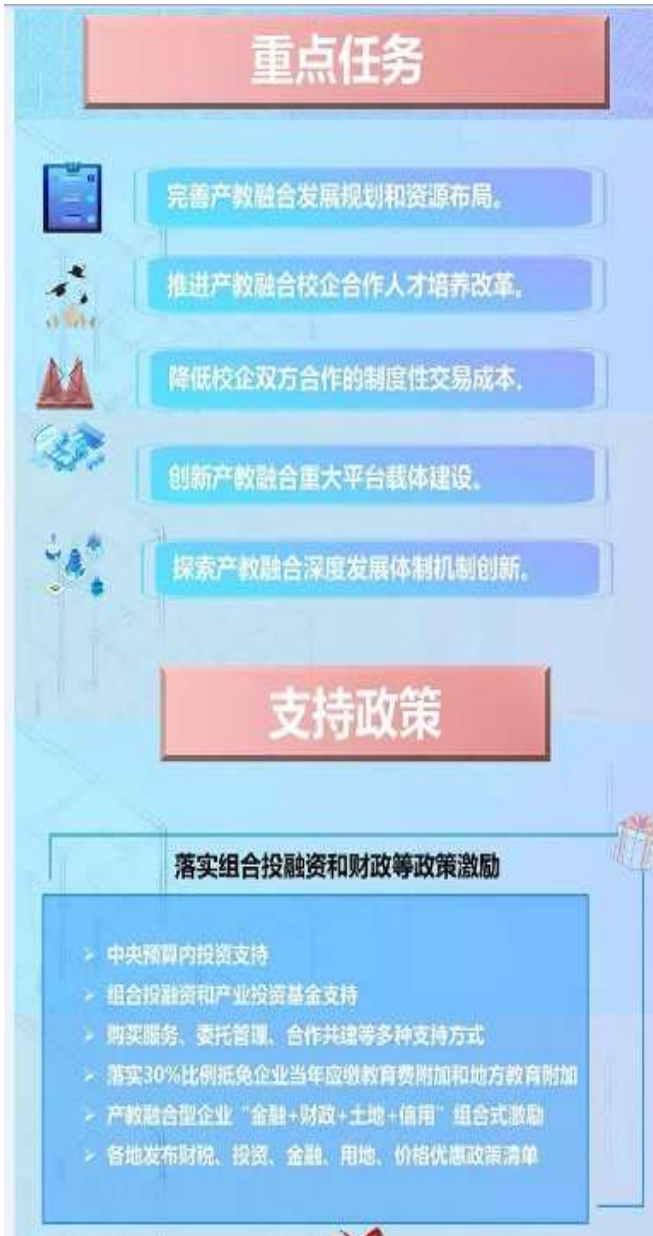 重点任务
完善产教融合发展规划和资源布局。
推进产教融合校企合作人才培养改革。
降低校企双方合作的制度性交易成本.
创新产教融合重大平台载体建设。
探索产教融合深度发展体制机制创新。
支持政策
落实组合投融资和财政等政策激励
中央预算内投资支持
组合投融资和产业投资基金支持
购买服务、委托管理、合作共建等多种支持方式
落实30%比例抵免企业当年应缴教育费附加和地方教育附加
产教融合型企业“金融+财政+土地+信用”组合式激励
各地发布财税、投资、金融、用地、价格优惠政策清单